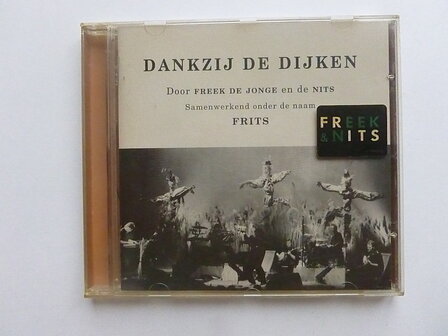 DANKZIJ DE DIJKEN
Door FREEK DE JONGE en de NITS
Samenwerkend onder de naam
FRITS
FREEK
& NITS